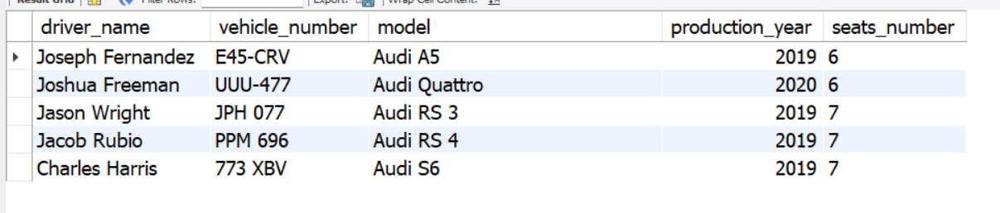 Result Grid | Filter Rows: | Export: | Wrap Cell Content:
driver_name vehicle_number model production_year seats_number
Joseph Fernandez E45-CRV Audi A5 2019 6
Joshua Freeman UUU-477 Audi Quattro 2020 6
Jason Wright JPH 077 Audi RS 3 2019 7
Jacob Rubio PPM 696 Audi RS 4 2019 7
Charles Harris 773 XBV Audi S6 2019 7